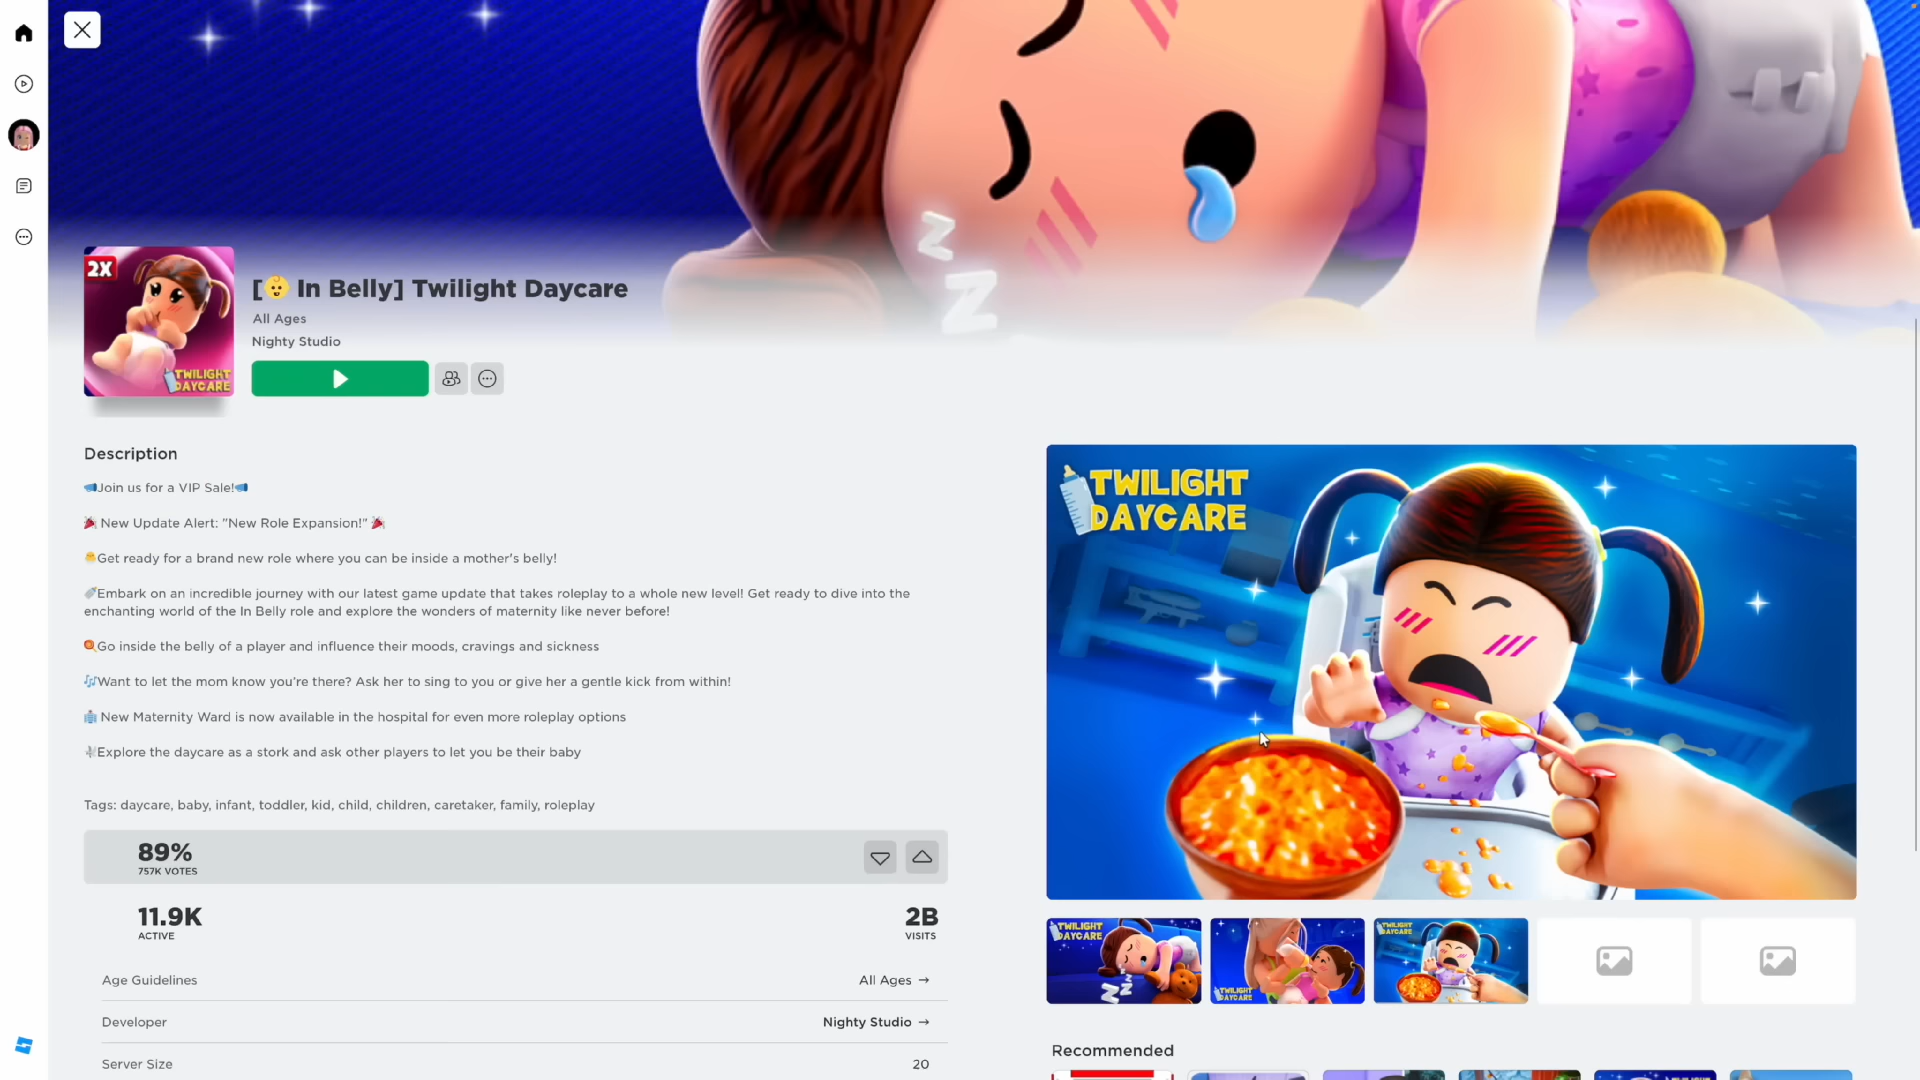 2X
TWILIGHT
DAYCARE
[👶 In Belly] Twilight Daycare
All Ages
Nighty Studio
Description
📣Join us for a VIP Sale!📣
🎉 New Update Alert: "New Role Expansion!" 🎉
🐣Get ready for a brand new role where you can be inside a mother's belly!
🍼Embark on an incredible journey with our latest game update that takes roleplay to a whole new level! Get ready to dive into the
enchanting world of the In Belly role and explore the wonders of maternity like never before!
🍭Go inside the belly of a player and influence their moods, cravings and sickness
🎶Want to let the mom know you're there? Ask her to sing to you or give her a gentle kick from within!
🏥 New Maternity Ward is now available in the hospital for even more roleplay options
🕊Explore the daycare as a stork and ask other players to let you be their baby
Tags: daycare, baby, infant, toddler, kid, child, children, caretaker, family, roleplay
89%
757K VOTES
11.9K
ACTIVE
2B
VISITS
Age Guidelines
All Ages →
Developer
Nighty Studio →
Server Size
20
z
Z
TWILIGHT
DAYCARE
TWILIGHT
DAYCARE
TWILIGHT
DAYCARE
TWILIGHT
DAYCARE
Recommended